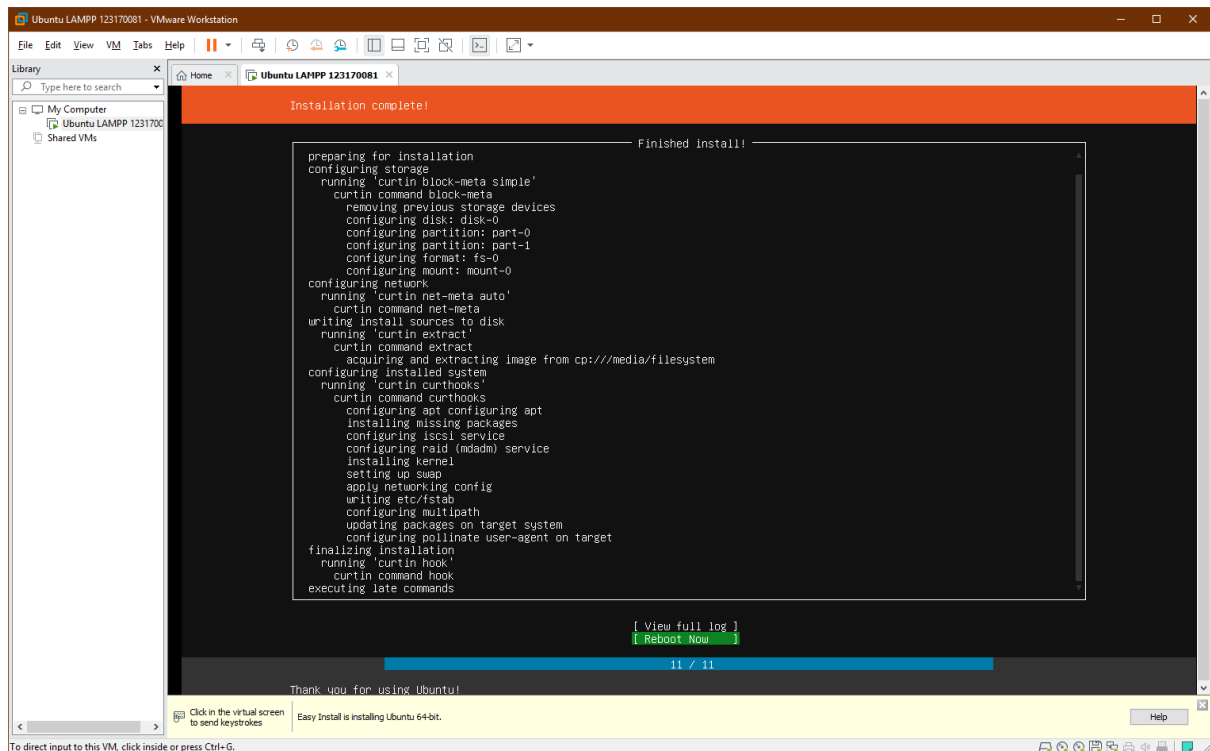 Ubuntu LAMPP 123170081 - VMware Workstation
File Edit View VM Tabs Help
Library
Type here to search
My Computer
Ubuntu LAMPP 1231700
Shared VMs
Home
Ubuntu LAMPP 123170081
Installation complete!
Finished install!
preparing for installation
configuring storage
running 'curtin block-meta simple'
curtin command block-meta
removing previous storage devices
configuring disk: disk-0
configuring partition: part-0
configuring partition: part-1
configuring format: fs-0
configuring mount: mount-0
configuring network
running 'curtin net-meta auto'
curtin command net-meta
writing install sources to disk
running 'curtin extract'
curtin command extract
acquiring and extracting image from cp:///media/filesystem
configuring installed system
running 'curtin curthooks'
curtin command curthooks
configuring apt configuring apt
installing missing packages
configuring iscsi service
configuring raid (mdadm) service
installing kernel
setting up swap
apply networking config
writing etc/fstab
configuring multipath
updating packages on target system
configuring pollinate user-agent on target
finalizing installation
running 'curtin hook'
curtin command hook
executing late commands
[ View full log ]
[ Reboot Now ]
11 / 11
Thank you for using Ubuntu!
Click in the virtual screen
to send keystrokes
Easy Install is installing Ubuntu 64-bit.
Help
To direct input to this VM, click inside or press Ctrl+G.